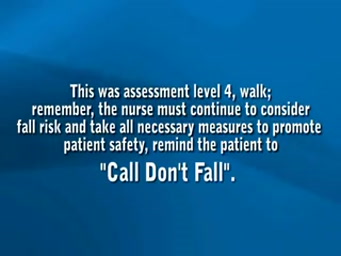 This was assessment level 4, walk;
remember, the nurse must continue to consider
fall risk and take all necessary measures to promote
patient safety, remind the patient to
"Call Don't Fall".